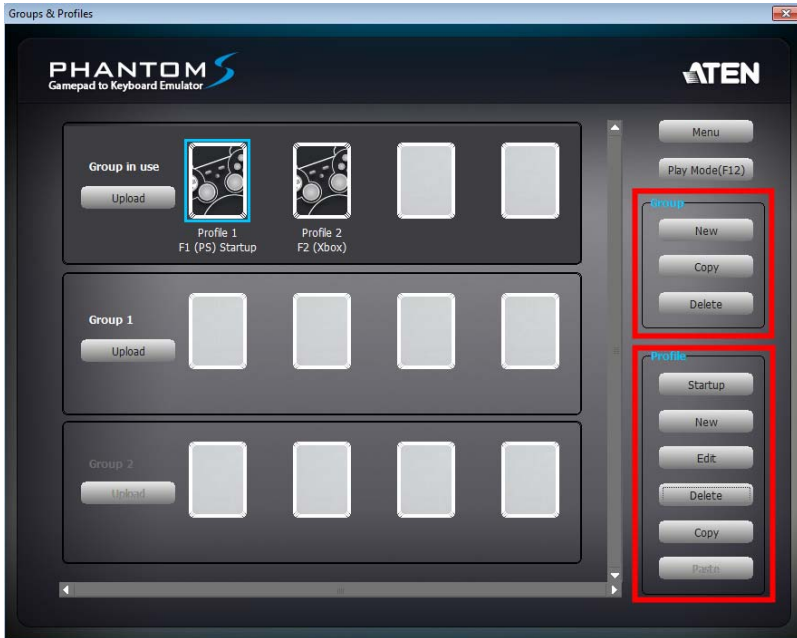 Groups & Profiles
PHANTOM S
Gamepad to Keyboard Emulator
ATEN
Menu
Play Mode(F12)
Group in use
Upload
Profile 1
F1 (PS) Startup
Profile 2
F2 (Xbox)
Group
New
Copy
Delete
Group 1
Upload
Profile
Startup
New
Edit
Delete
Copy
Paste
Group 2
Upload